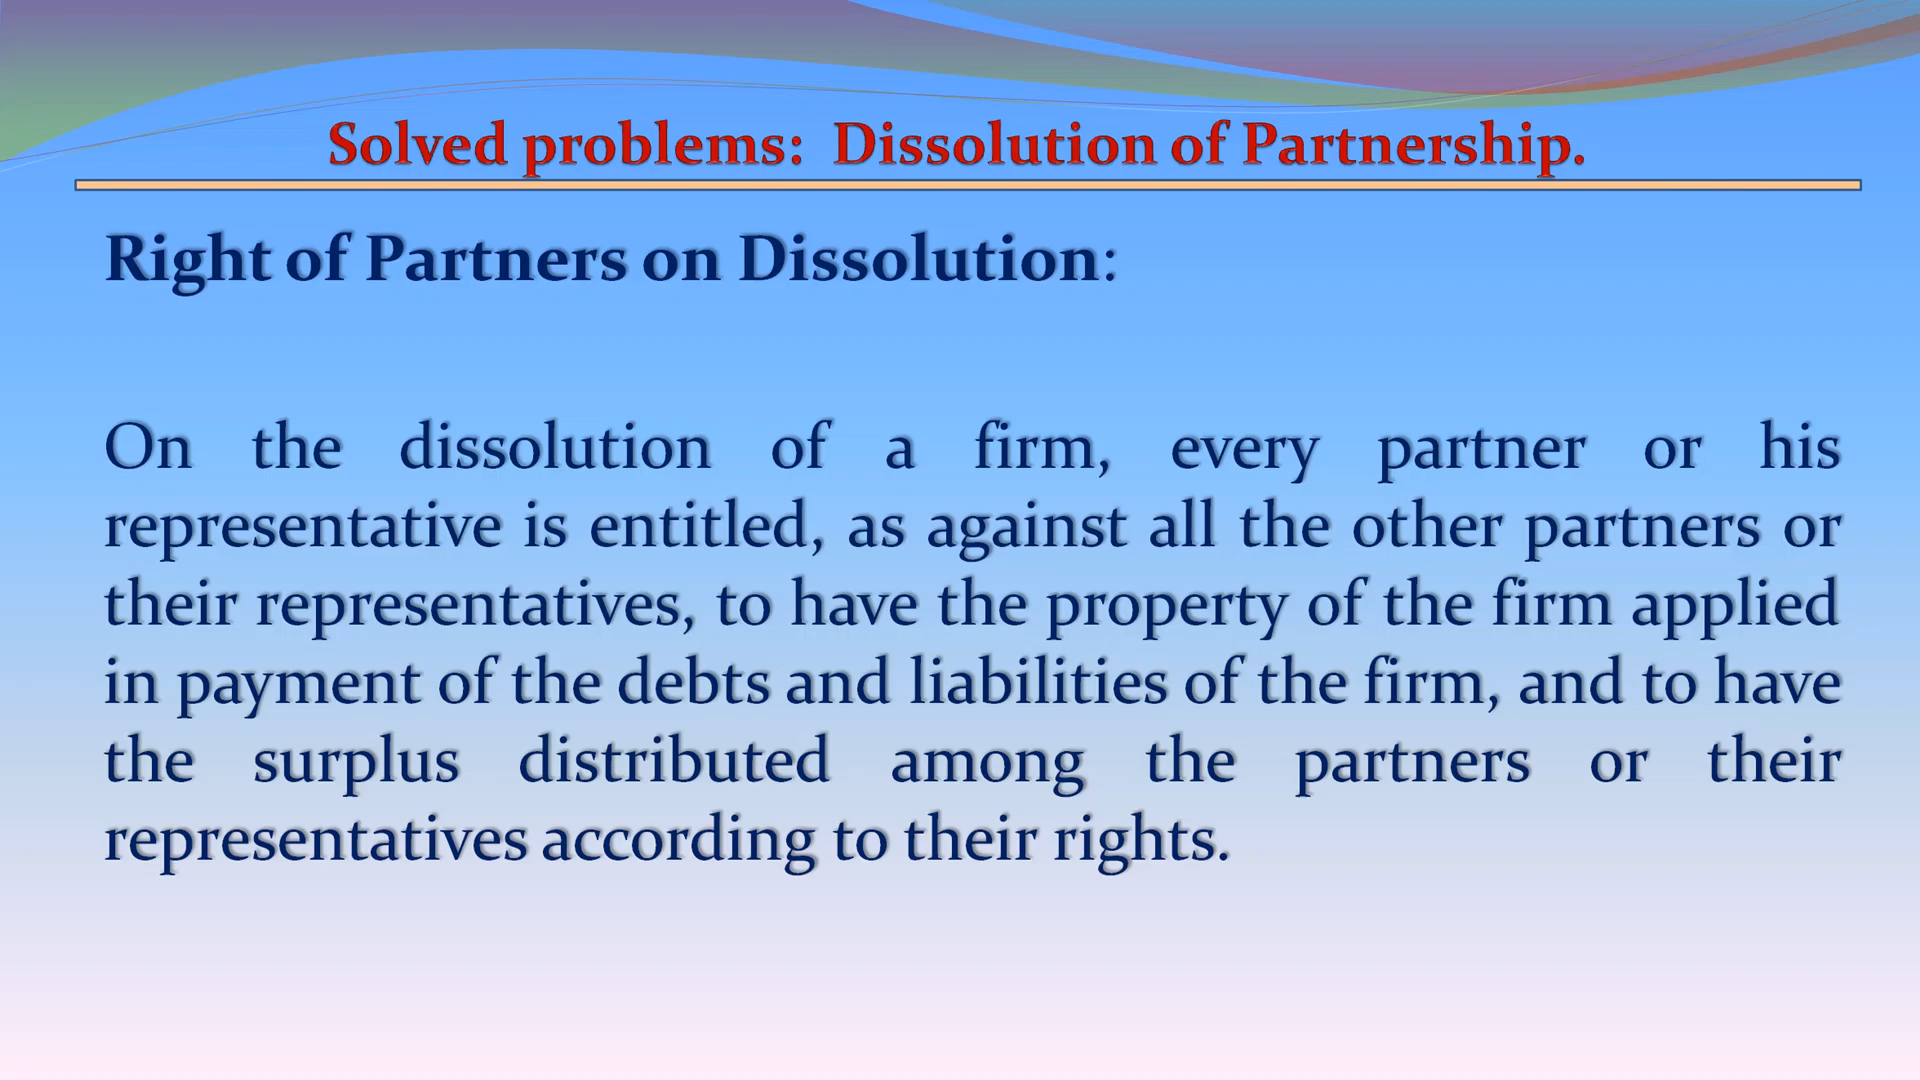 Solved problems: Dissolution of Partnership.
Right of Partners on Dissolution:
On the dissolution of a firm, every partner or his
representative is entitled, as against all the other partners or
their representatives, to have the property of the firm applied
in payment of the debts and liabilities of the firm, and to have
the surplus distributed among the partners or their
representatives according to their rights.